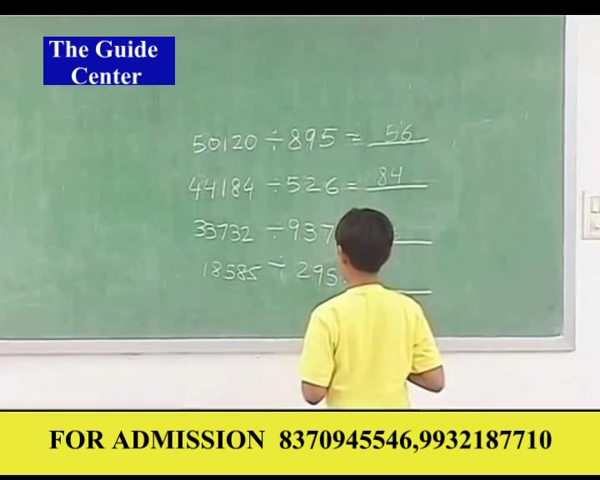 The Guide
Center
50120 ÷ 895 = 56
44184 ÷ 526 = 84
33732 ÷ 937
18585 ÷ 295
FOR ADMISSION 8370945546,9932187710